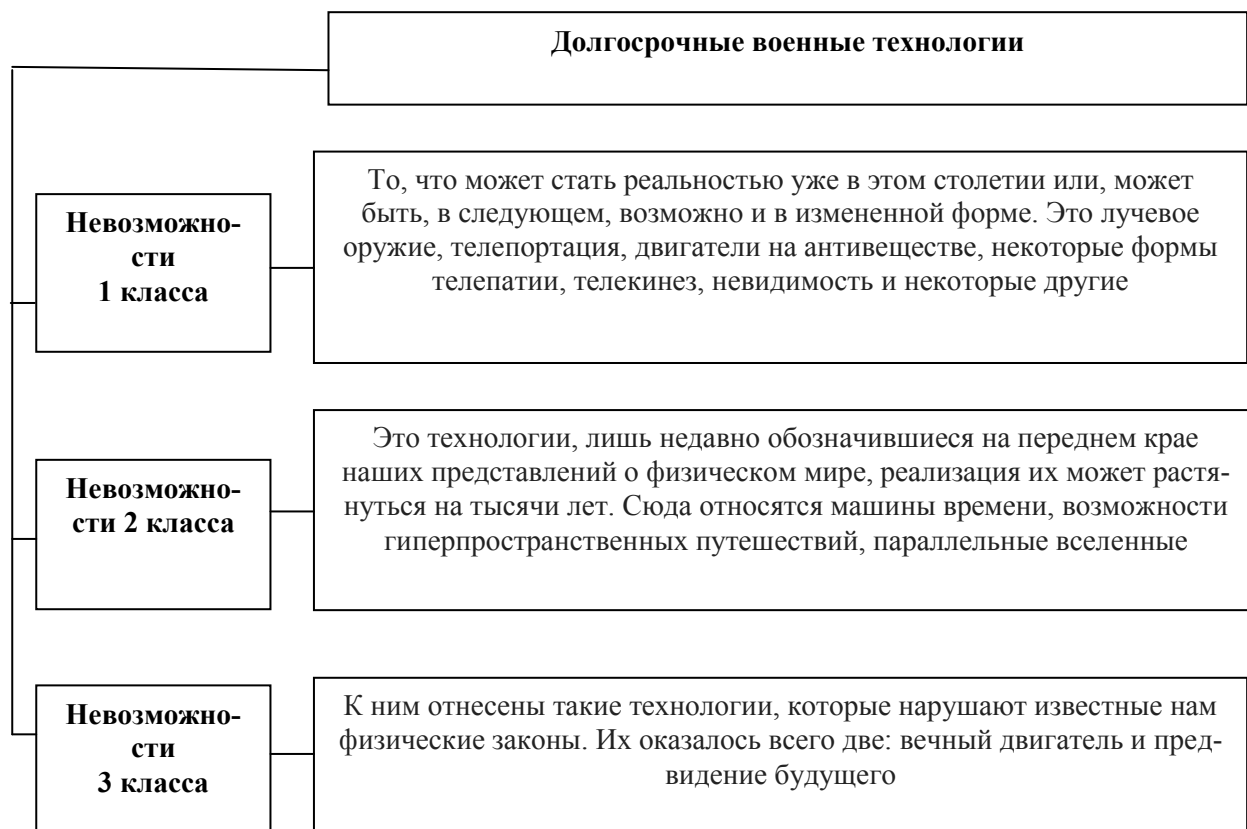 Долгосрочные военные технологии
Невозможно-
сти
1 класса
То, что может стать реальностью уже в этом столетии или, может
быть, в следующем, возможно и в измененной форме. Это лучевое
оружие, телепортация, двигатели на антивеществе, некоторые формы
телепатии, телекинез, невидимость и некоторые другие
Невозможно-
сти 2 класса
Это технологии, лишь недавно обозначившиеся на переднем крае
наших представлений о физическом мире, реализация их может растя-
нуться на тысячи лет. Сюда относятся машины времени, возможности
гиперпространственных путешествий, параллельные вселенные
Невозможно-
сти
3 класса
К ним отнесены такие технологии, которые нарушают известные нам
физические законы. Их оказалось всего две: вечный двигатель и пред-
видение будущего